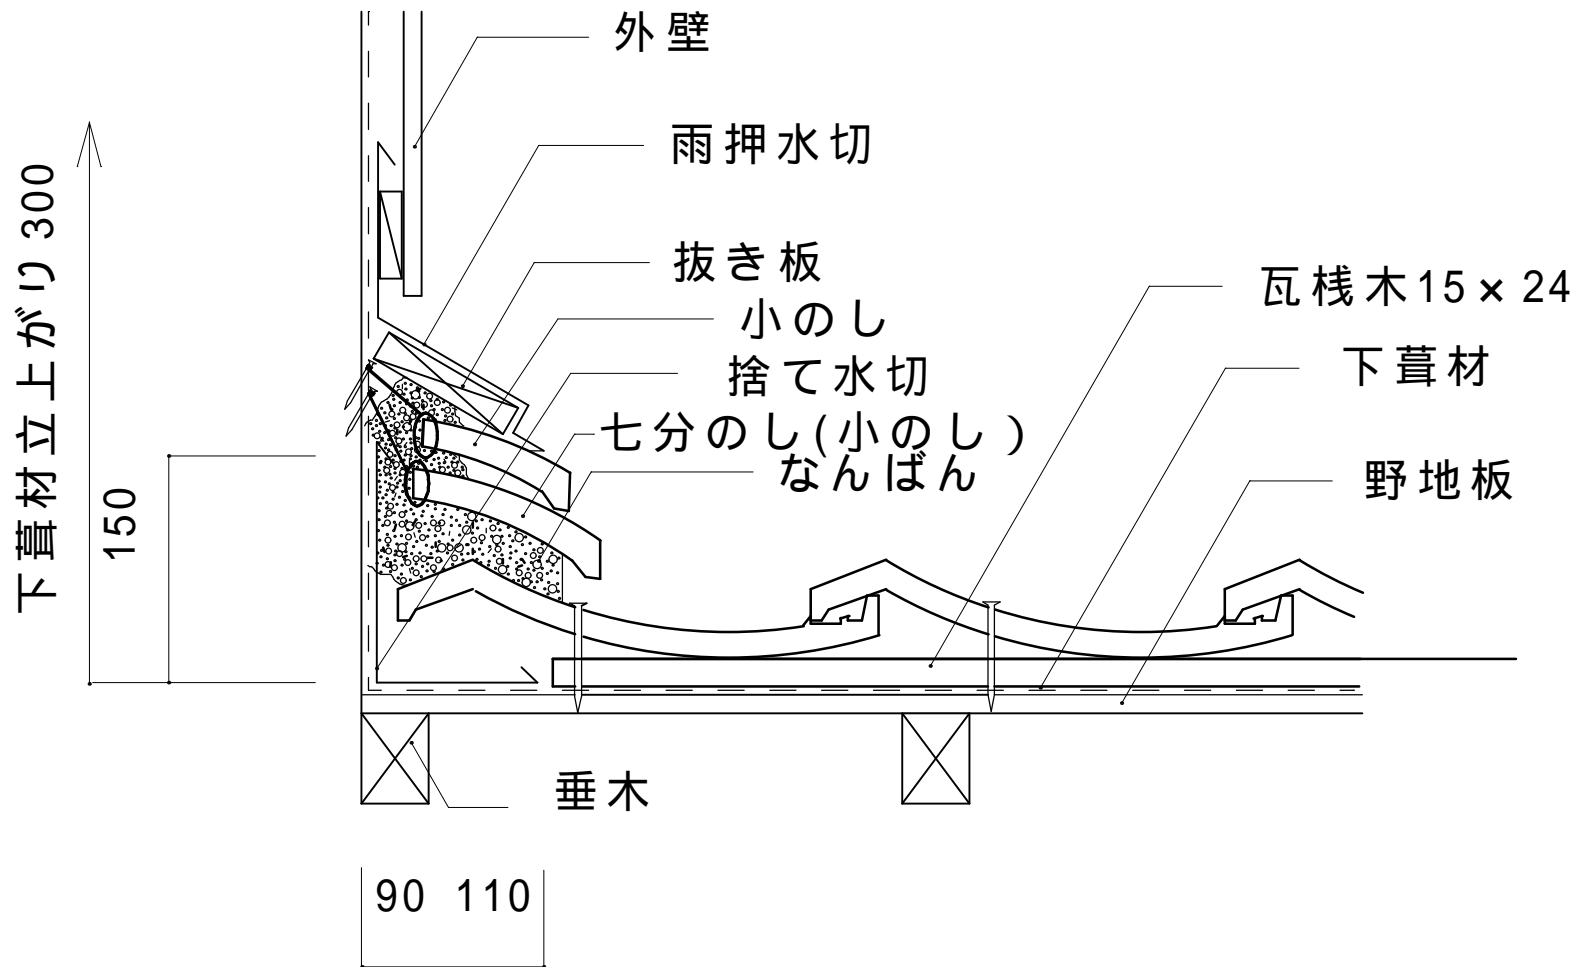 外壁
雨押水切
抜き板
小のし
捨て水切
七分のし(小のし)
なんばん
瓦桟木15×24
下葺材
野地板
下葺材立上がり300
150
垂木
90 110